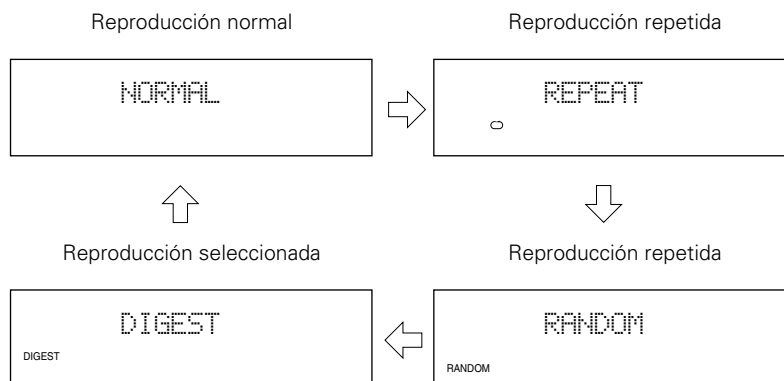 Reproducción normal
Reproducción repetida
NORMAL
REPEAT
Reproducción seleccionada
Reproducción repetida
DIGEST
DIGEST
RANDOM
RANDOM